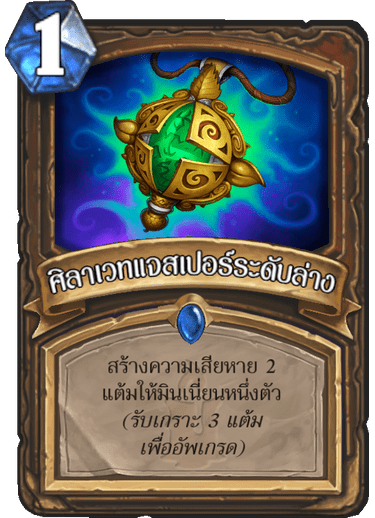 1
ศิลาเวทแจสเปอร์ระดับล่าง
สร้างความเสียหาย 2
แต้มให้มินเนี่ยนหนึ่งตัว
(รับเกราะ 3 แต้ม
เพื่ออัพเกรด)